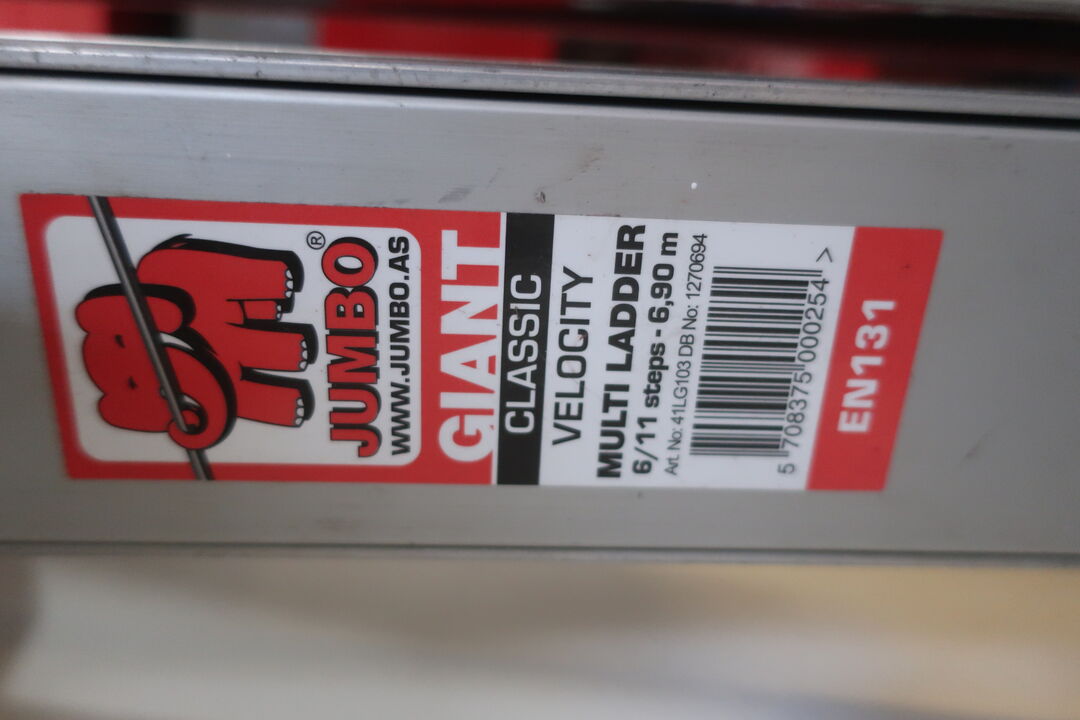 JUMBO®
WWW.JUMBO.AS
GIANT
CLASSIC
VELOCITY
MULTI LADDER
6/11 steps - 6,90 m
Art. No: 41LG103 DB No: 1270694
5 708375 000254 >
EN131